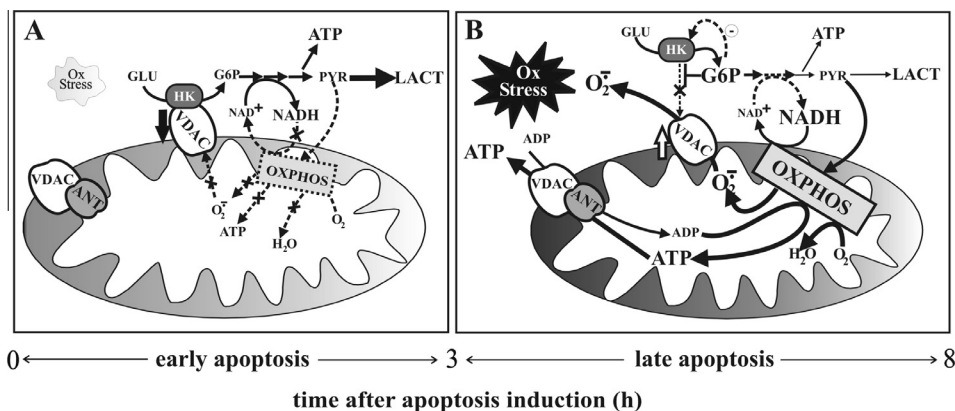 A
Ox
Stress
GLU
HK
G6P
ATP
PYR
LACT
NAD+
NADH
VDAC
VDAC
ANT
OXPHOS
O2-
ATP
H2O
O2
B
Ox
Stress
GLU
HK
-
G6P
ATP
PYR
LACT
O2-
NAD+
NADH
VDAC
ADP
ATP
VDAC
ANT
O2-
OXPHOS
ADP
ATP
H2O
O2
0 early apoptosis 3 late apoptosis 8
time after apoptosis induction (h)